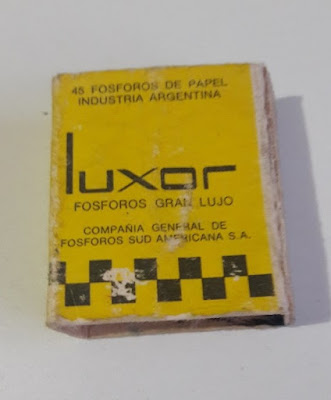 45 FOSFOROS DE PAPEL
INDUSTRIA ARGENTINA
luxor
FOSFOROS GRAN LUJO
COMPAÑIA GENERAL DE
FOSFOROS SUD AMERICANA S.A.